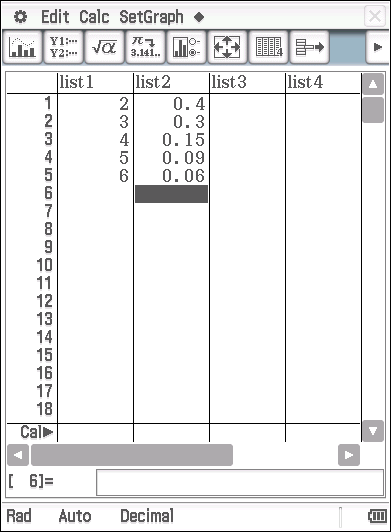 Edit Calc SetGraph
Y1:···
Y2:··· √α 3.141..
list1 list2 list3 list4
1 2 0.4
2 3 0.3
3 4 0.15
4 5 0.09
5 6 0.06
6
7
8
9
10
11
12
13
14
15
16
17
18
Cal▶
[ 6]=
Rad Auto Decimal